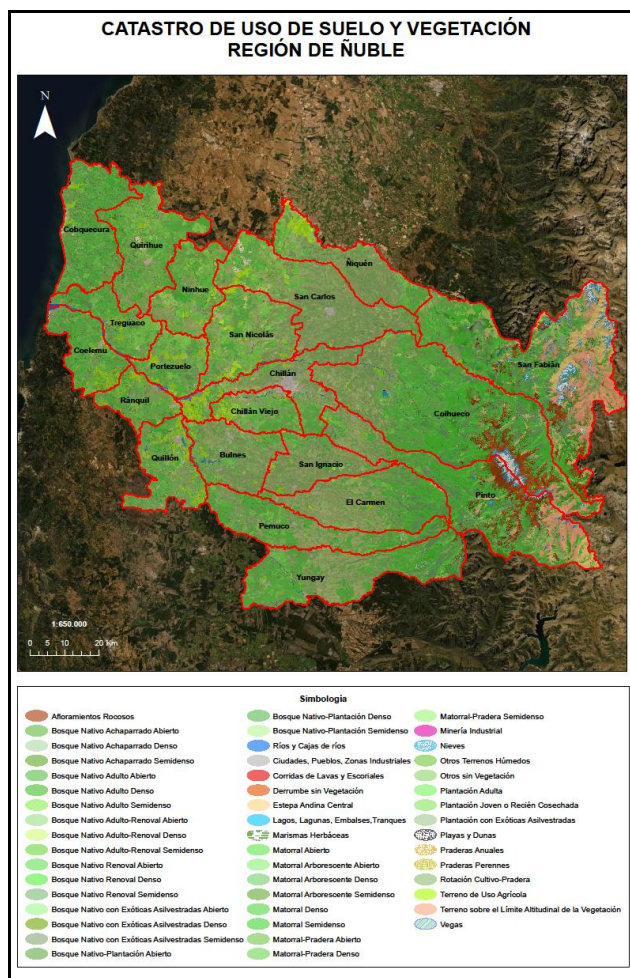 CATASTRO DE USO DE SUELO Y VEGETACIÓN
REGIÓN DE ÑUBLE
N
Cobquecura
Quirihue
Ñiquén
Ninhue
San Carlos
Treguaco
San Nicolás
Coelemu
San Fabián
Portezuelo
Chillán
Ránquil
Chillán Viejo
Coihueco
Quillón
Bulnes
San Ignacio
Pinto
El Carmen
Pemuco
Yungay
1:650.000
0 5 10 20 Km
Simbología
Afloramientos Rocosos
Bosque Nativo Achaparrado Abierto
Bosque Nativo Achaparrado Denso
Bosque Nativo Achaparrado Semidenso
Bosque Nativo Adulto Abierto
Bosque Nativo Adulto Denso
Bosque Nativo Adulto Semidenso
Bosque Nativo Adulto-Renoval Abierto
Bosque Nativo Adulto-Renoval Denso
Bosque Nativo Adulto-Renoval Semidenso
Bosque Nativo Renoval Abierto
Bosque Nativo Renoval Denso
Bosque Nativo Renoval Semidenso
Bosque Nativo con Exóticas Asilvestradas Abierto
Bosque Nativo con Exóticas Asilvestradas Denso
Bosque Nativo con Exóticas Asilvestradas Semidenso
Bosque Nativo-Plantación Abierto
Bosque Nativo-Plantación Denso
Bosque Nativo-Plantación Semidenso
Ríos y Cajas de ríos
Ciudades, Pueblos, Zonas Industriales
Corridas de Lavas y Escoriales
Derrumbe sin Vegetación
Estepa Andina Central
Lagos, Lagunas, Embalses,Tranques
Marismas Herbáceas
Matorral Abierto
Matorral Arborescente Abierto
Matorral Arborescente Denso
Matorral Arborescente Semidenso
Matorral Denso
Matorral Semidenso
Matorral-Pradera Abierto
Matorral-Pradera Denso
Matorral-Pradera Semidenso
Minería Industrial
Nieves
Otros Terrenos Húmedos
Otros sin Vegetación
Plantación Adulta
Plantación Joven o Recién Cosechada
Plantación con Exóticas Asilvestradas
Playas y Dunas
Praderas Anuales
Praderas Perennes
Rotación Cultivo-Pradera
Terreno de Uso Agrícola
Terreno sobre el Límite Altitudinal de la Vegetación
Vegas